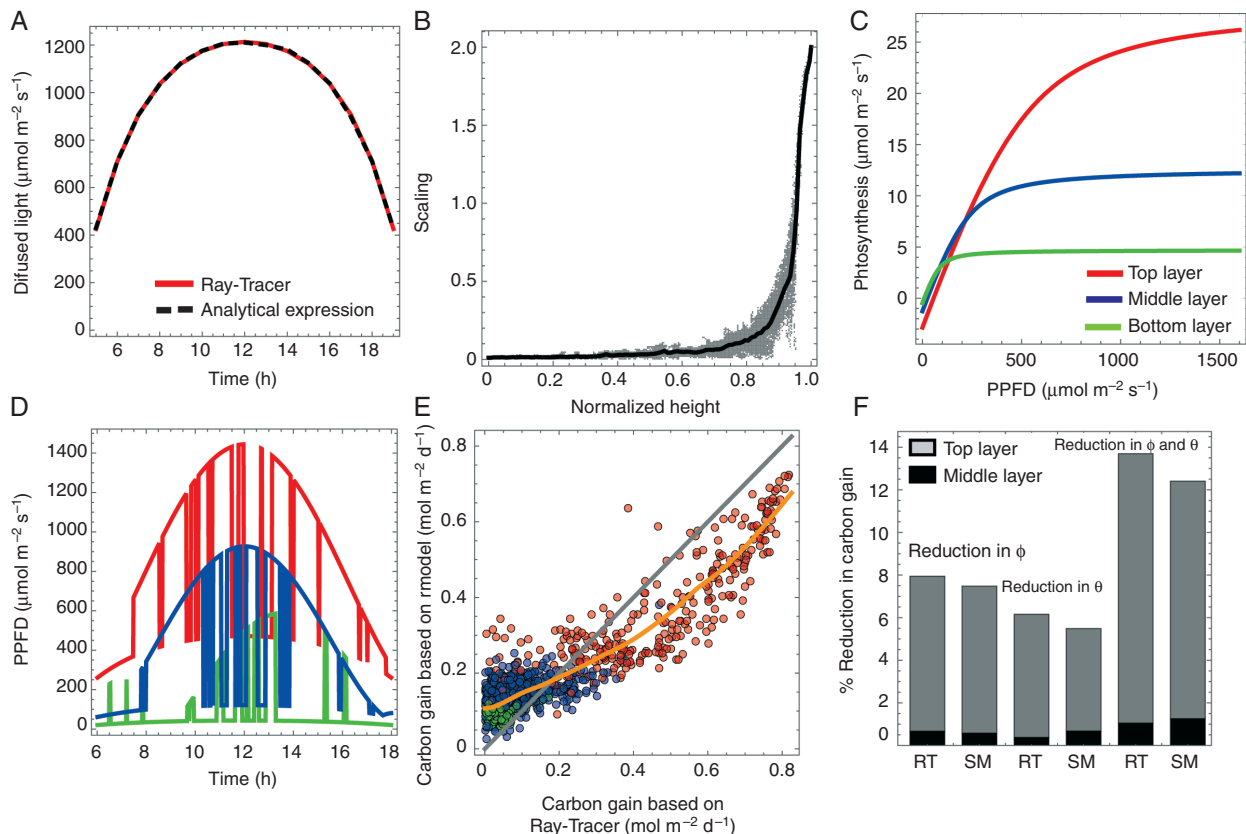 A
Difused light (μmol m⁻² s⁻¹)
1200
1000
800
600
400
200
0
Ray-Tracer
Analytical expression
6 8 10 12 14 16 18
Time (h)
B
Scaling
2.0
1.5
1.0
0.5
0
0 0.2 0.4 0.6 0.8 1.0
Normalized height
C
Phtosynthesis (μmol m⁻² s⁻¹)
25
20
15
10
5
0
Top layer
Middle layer
Bottom layer
0 500 1000 1500
PPFD (μmol m⁻² s⁻¹)
D
PPFD (μmol m⁻² s⁻¹)
1400
1200
1000
800
600
400
200
0
6 8 10 12 14 16 18
Time (h)
E
Carbon gain based on rmodel (mol m⁻² d⁻¹)
0.8
0.6
0.4
0.2
0
0 0.2 0.4 0.6 0.8
Carbon gain based on
Ray-Tracer (mol m⁻² d⁻¹)
F
% Reduction in carbon gain
14
12
10
8
6
4
2
0
Top layer
Middle layer
Reduction in ϕ and θ
Reduction in ϕ
Reduction in θ
RT SM RT SM RT SM